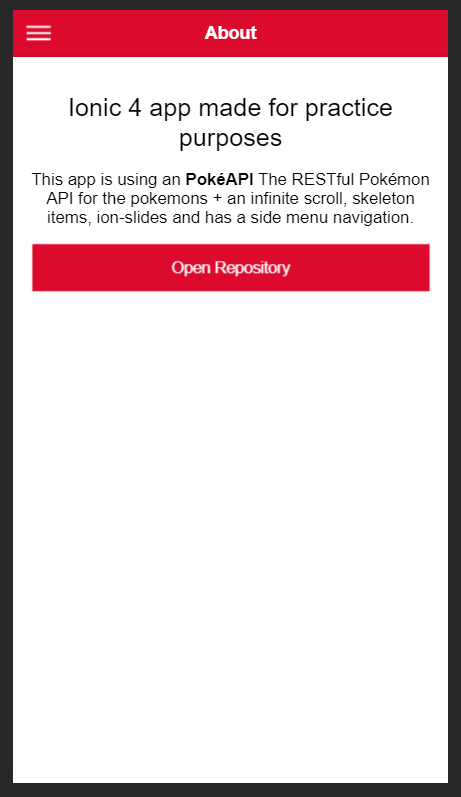 About
Ionic 4 app made for practice
purposes
This app is using an PokéAPI The RESTful Pokémon
API for the pokemons + an infinite scroll, skeleton
items, ion-slides and has a side menu navigation.
Open Repository